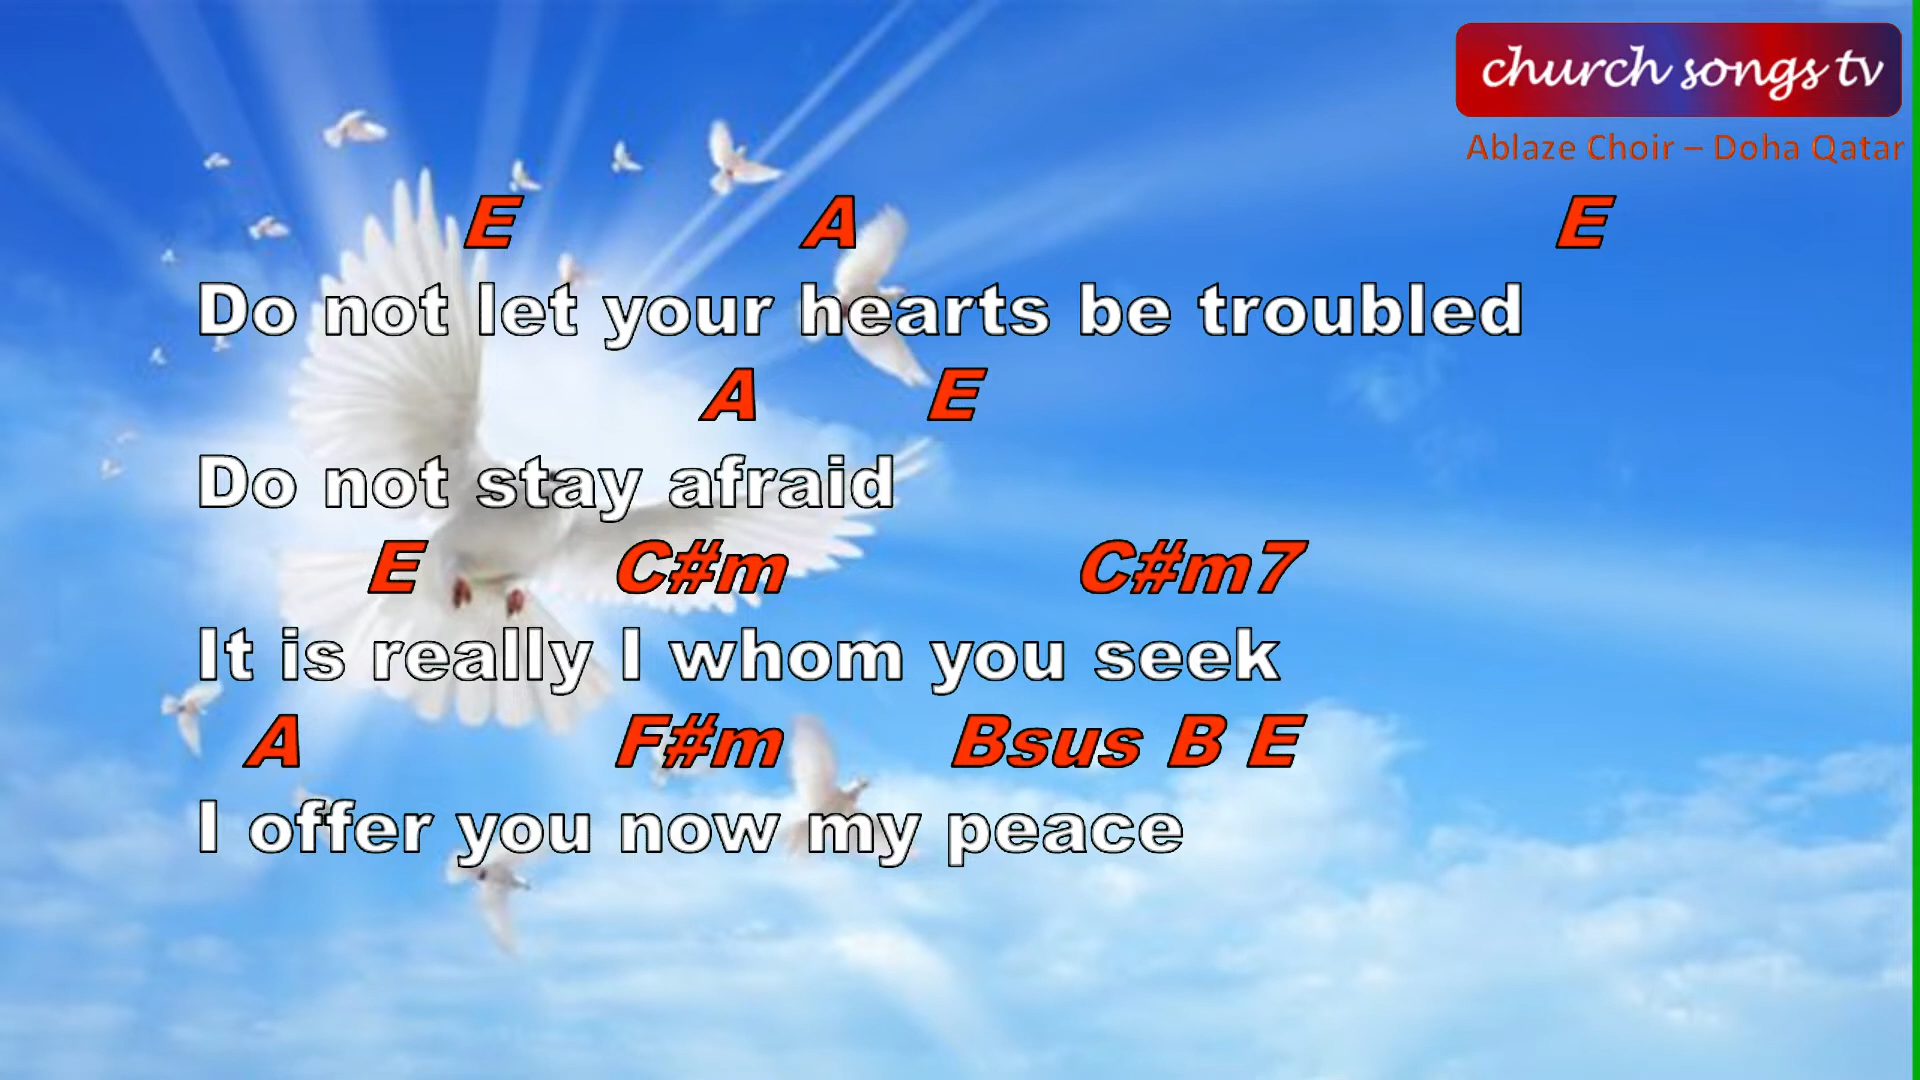 church songs tv
Ablaze Choir – Doha Qatar
E A E
Do not let your hearts be troubled
A E
Do not stay afraid
E C#m C#m7
It is really I whom you seek
A F#m Bsus B E
I offer you now my peace